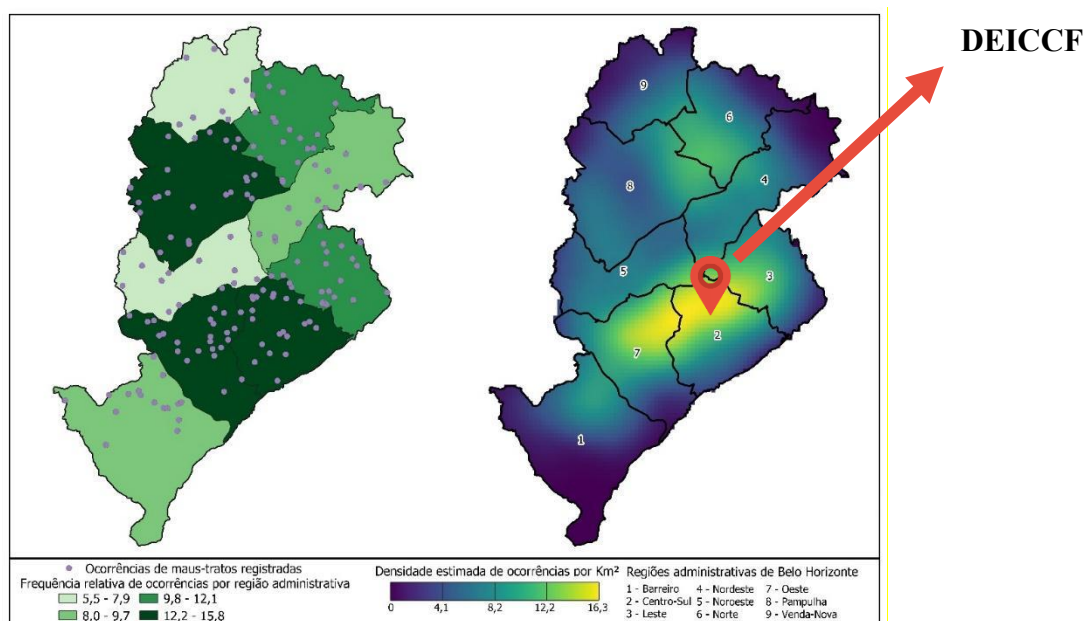 DEICCF
9
6
8
4
5
3
2
7
1
Ocorrências de maus-tratos registradas
Frequência relativa de ocorrências por região administrativa
5,5 - 7,9
9,8 - 12,1
8,0 - 9,7
12,2 - 15,8
Densidade estimada de ocorrências por Km²
0 4,1 8,2 12,2 16,3
Regiões administrativas de Belo Horizonte
1 - Barreiro 4 - Nordeste 7 - Oeste
2 - Centro-Sul 5 - Noroeste 8 - Pampulha
3 - Leste 6 - Norte 9 - Venda-Nova